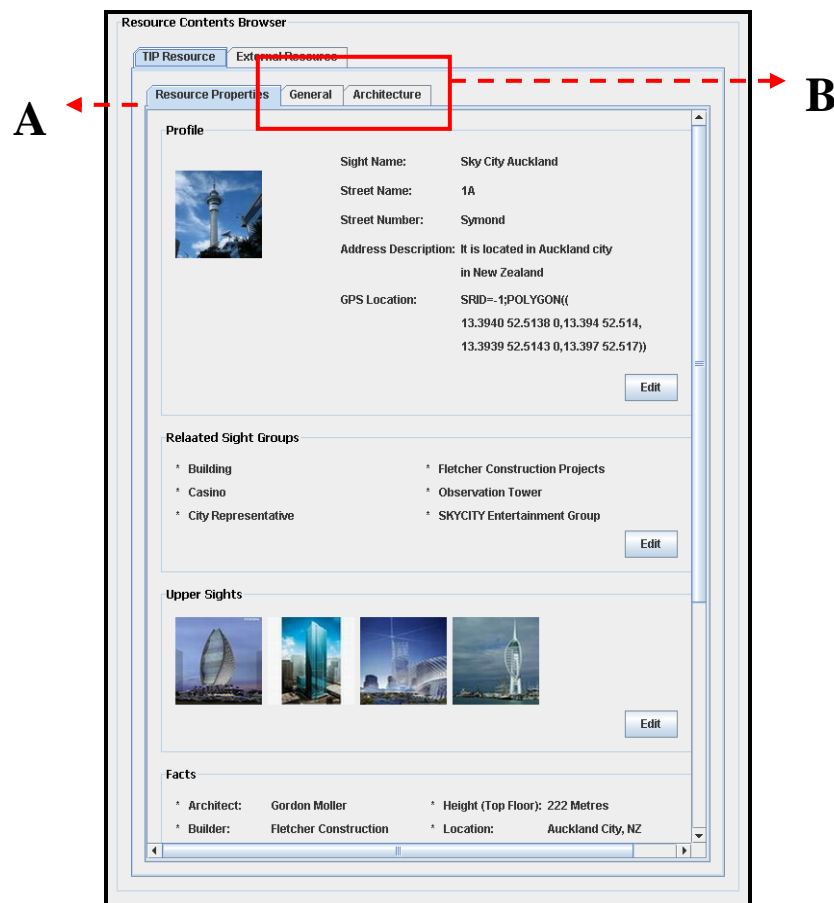 Resource Contents Browser
TIP Resource External Resource
Resource Properties General Architecture
A
B
Profile
Sight Name: Sky City Auckland
Street Name: 1A
Street Number: Symond
Address Description: It is located in Auckland city
in New Zealand
GPS Location: SRID=-1;POLYGON((
13.3940 52.5138 0,13.394 52.514,
13.3939 52.5143 0,13.397 52.517))
Edit
Relaated Sight Groups
* Building * Fletcher Construction Projects
* Casino * Observation Tower
* City Representative * SKYCITY Entertainment Group
Edit
Upper Sights
Edit
Facts
* Architect: Gordon Moller * Height (Top Floor): 222 Metres
* Builder: Fletcher Construction * Location: Auckland City, NZ